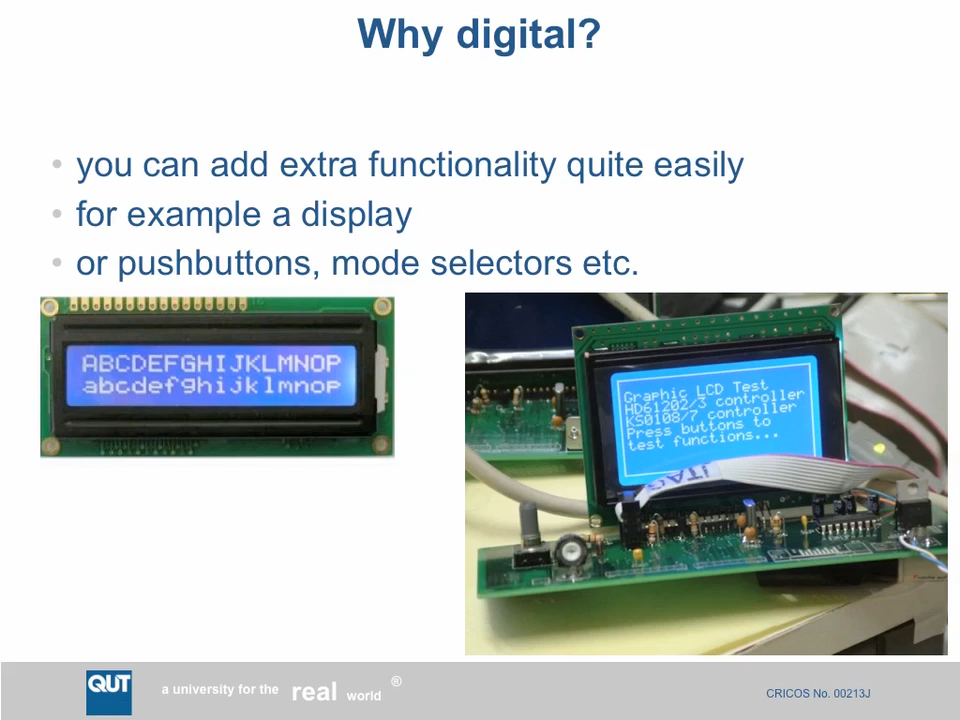 Why digital?
• you can add extra functionality quite easily
• for example a display
• or pushbuttons, mode selectors etc.
16
ABCDEFGHIJKLMNOP
abcdefghijklmnop
Graphic LCD Test
HD61202/3 controller
KS0108/7 controller
Press buttons to
test functions...
JTAG
QUT
a university for the real world ®
CRICOS No. 00213J